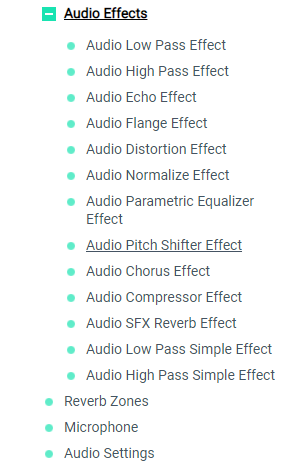 Audio Effects
Audio Low Pass Effect
Audio High Pass Effect
Audio Echo Effect
Audio Flange Effect
Audio Distortion Effect
Audio Normalize Effect
Audio Parametric Equalizer
Effect
Audio Pitch Shifter Effect
Audio Chorus Effect
Audio Compressor Effect
Audio SFX Reverb Effect
Audio Low Pass Simple Effect
Audio High Pass Simple Effect
Reverb Zones
Microphone
Audio Settings